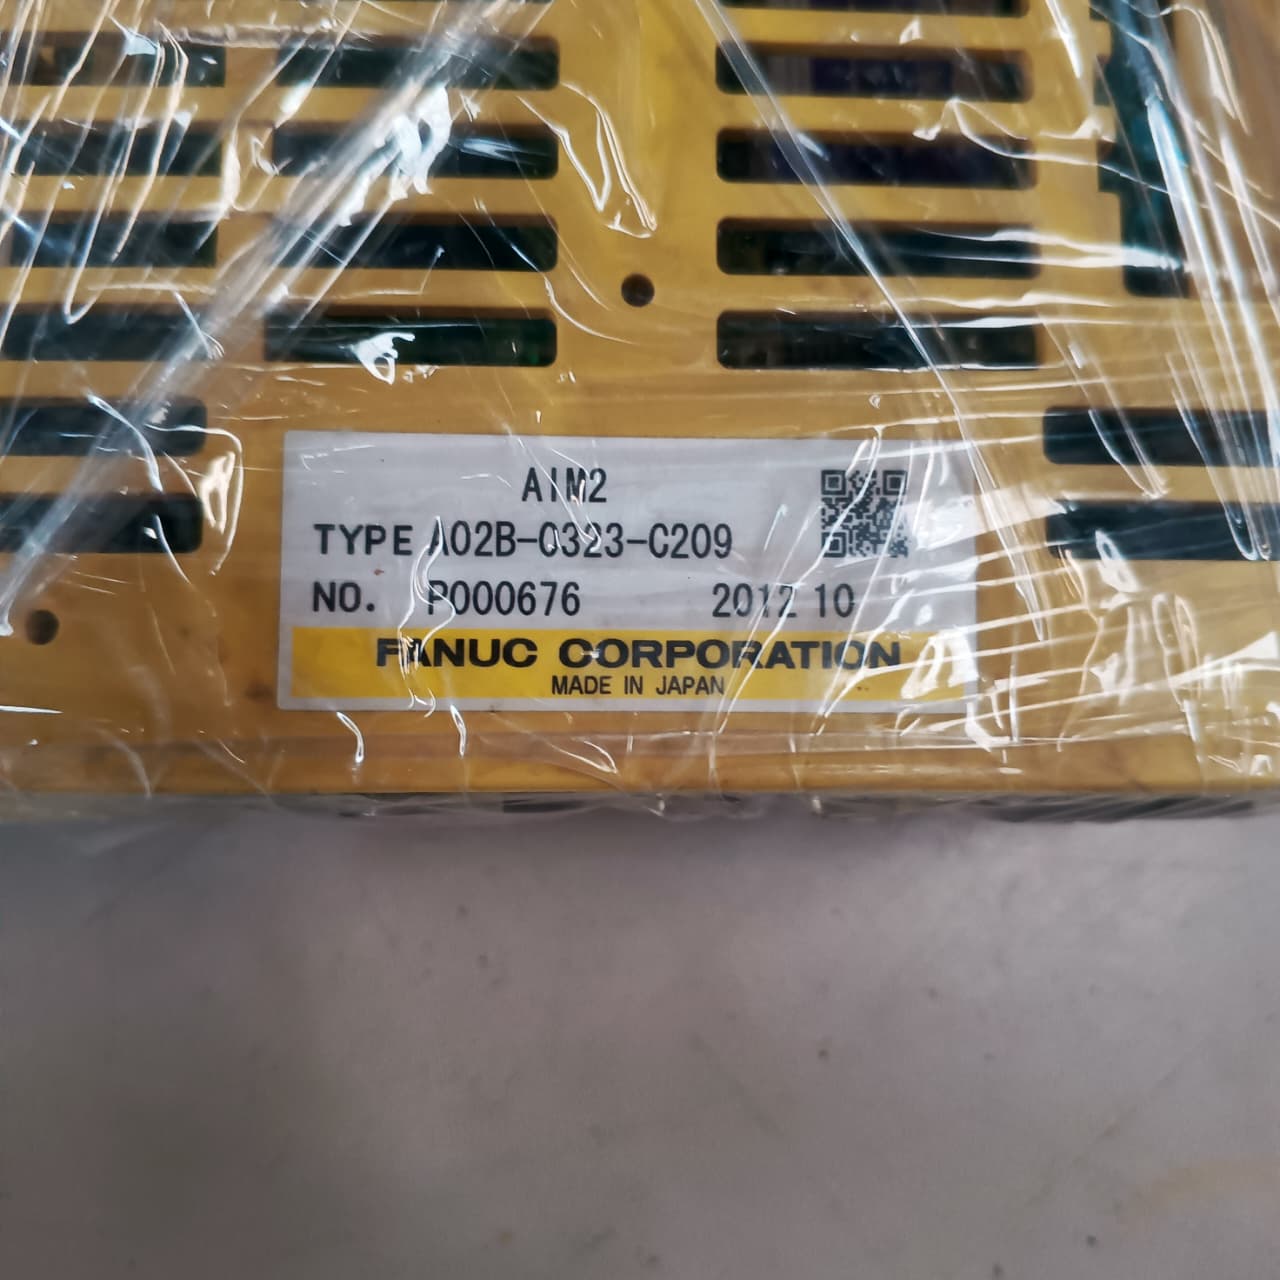 AIM2
TYPE A02B-0323-C209
NO. P000676 2012 10
FANUC CORPORATION
MADE IN JAPAN